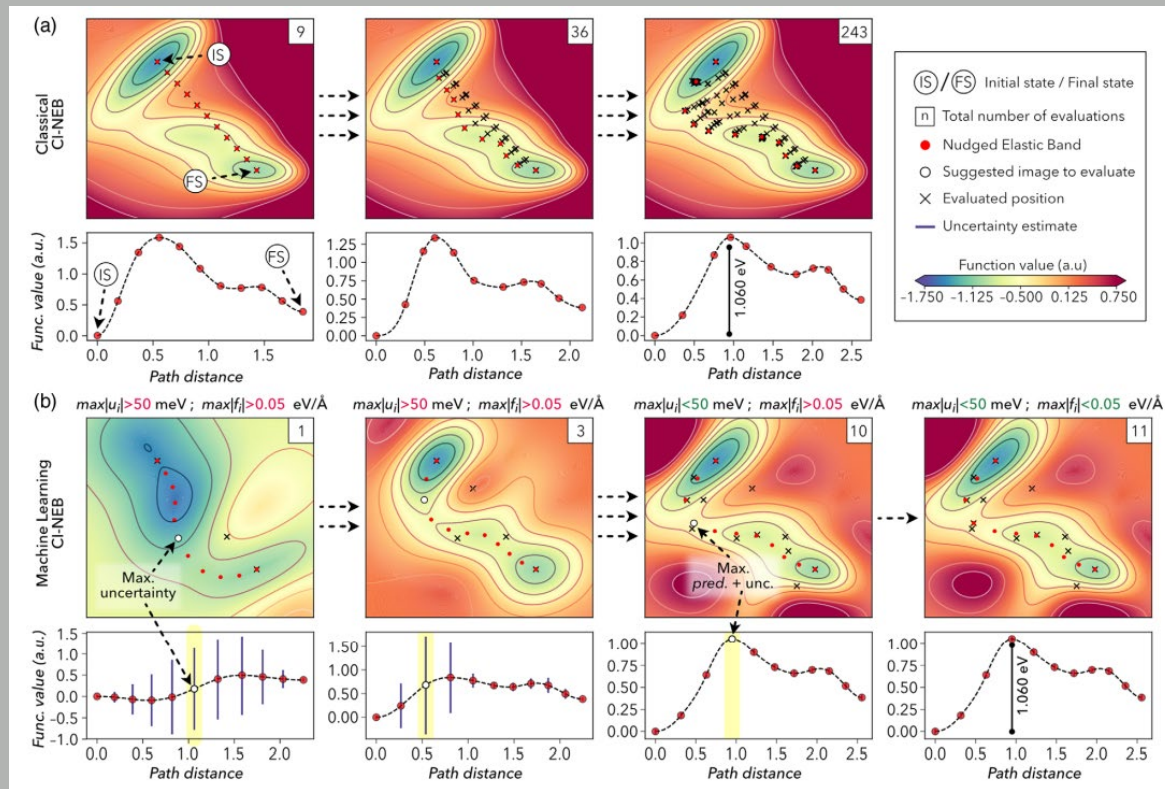 (a)
Classical
CI-NEB
9
IS
FS
36
243
IS / FS Initial state / Final state
n Total number of evaluations
Nudged Elastic Band
Suggested image to evaluate
Evaluated position
Uncertainty estimate
Function value (a.u)
−1.750 −1.125 −0.500 0.125 0.750
Func. value (a.u.)
1.5
1.0
0.5
0.0
IS
FS
0.0 0.5 1.0 1.5
Path distance
1.25
1.00
0.75
0.50
0.25
0.00
0.0 0.5 1.0 1.5 2.0
Path distance
1.0
0.8
0.6
0.4
0.2
0.0
1.060 eV
0.0 0.5 1.0 1.5 2.0 2.5
Path distance
(b)
max|uᵢ|>50 meV ; max|fᵢ|>0.05 eV/Å
max|uᵢ|>50 meV ; max|fᵢ|>0.05 eV/Å
max|uᵢ|<50 meV ; max|fᵢ|>0.05 eV/Å
max|uᵢ|<50 meV ; max|fᵢ|<0.05 eV/Å
Machine Learning
CI-NEB
1
Max.
uncertainty
3
10
Max.
pred. + unc.
11
Func. value (a.u.)
1.5
1.0
0.5
0.0
−0.5
−1.0
0.0 0.5 1.0 1.5 2.0
Path distance
1.50
1.00
0.50
0.00
0.0 0.5 1.0 1.5 2.0
Path distance
1.00
0.75
0.50
0.25
0.00
0.0 0.5 1.0 1.5 2.0 2.5
Path distance
1.00
0.75
0.50
0.25
0.00
1.060 eV
0.0 0.5 1.0 1.5 2.0 2.5
Path distance